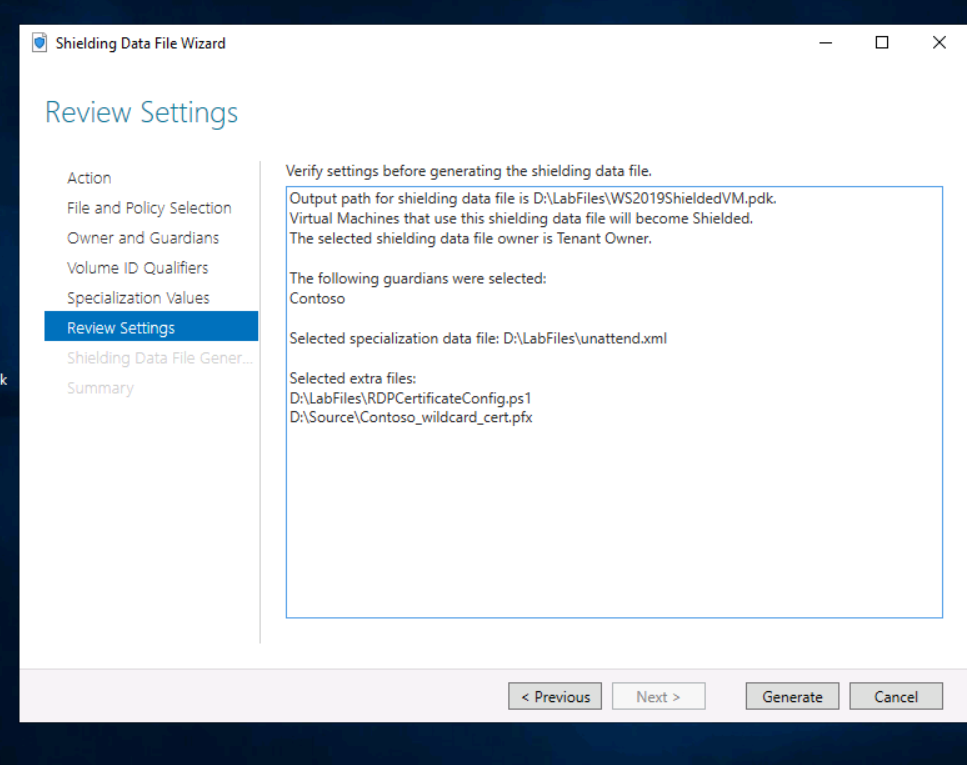 Shielding Data File Wizard
Review Settings
Action
File and Policy Selection
Owner and Guardians
Volume ID Qualifiers
Specialization Values
Review Settings
Shielding Data File Gener...
Summary
k
Verify settings before generating the shielding data file.
Output path for shielding data file is D:\LabFiles\WS2019ShieldedVM.pdk.
Virtual Machines that use this shielding data file will become Shielded.
The selected shielding data file owner is Tenant Owner.
The following guardians were selected:
Contoso
Selected specialization data file: D:\LabFiles\unattend.xml
Selected extra files:
D:\LabFiles\RDPCertificateConfig.ps1
D:\Source\Contoso_wildcard_cert.pfx
< Previous
Next >
Generate
Cancel